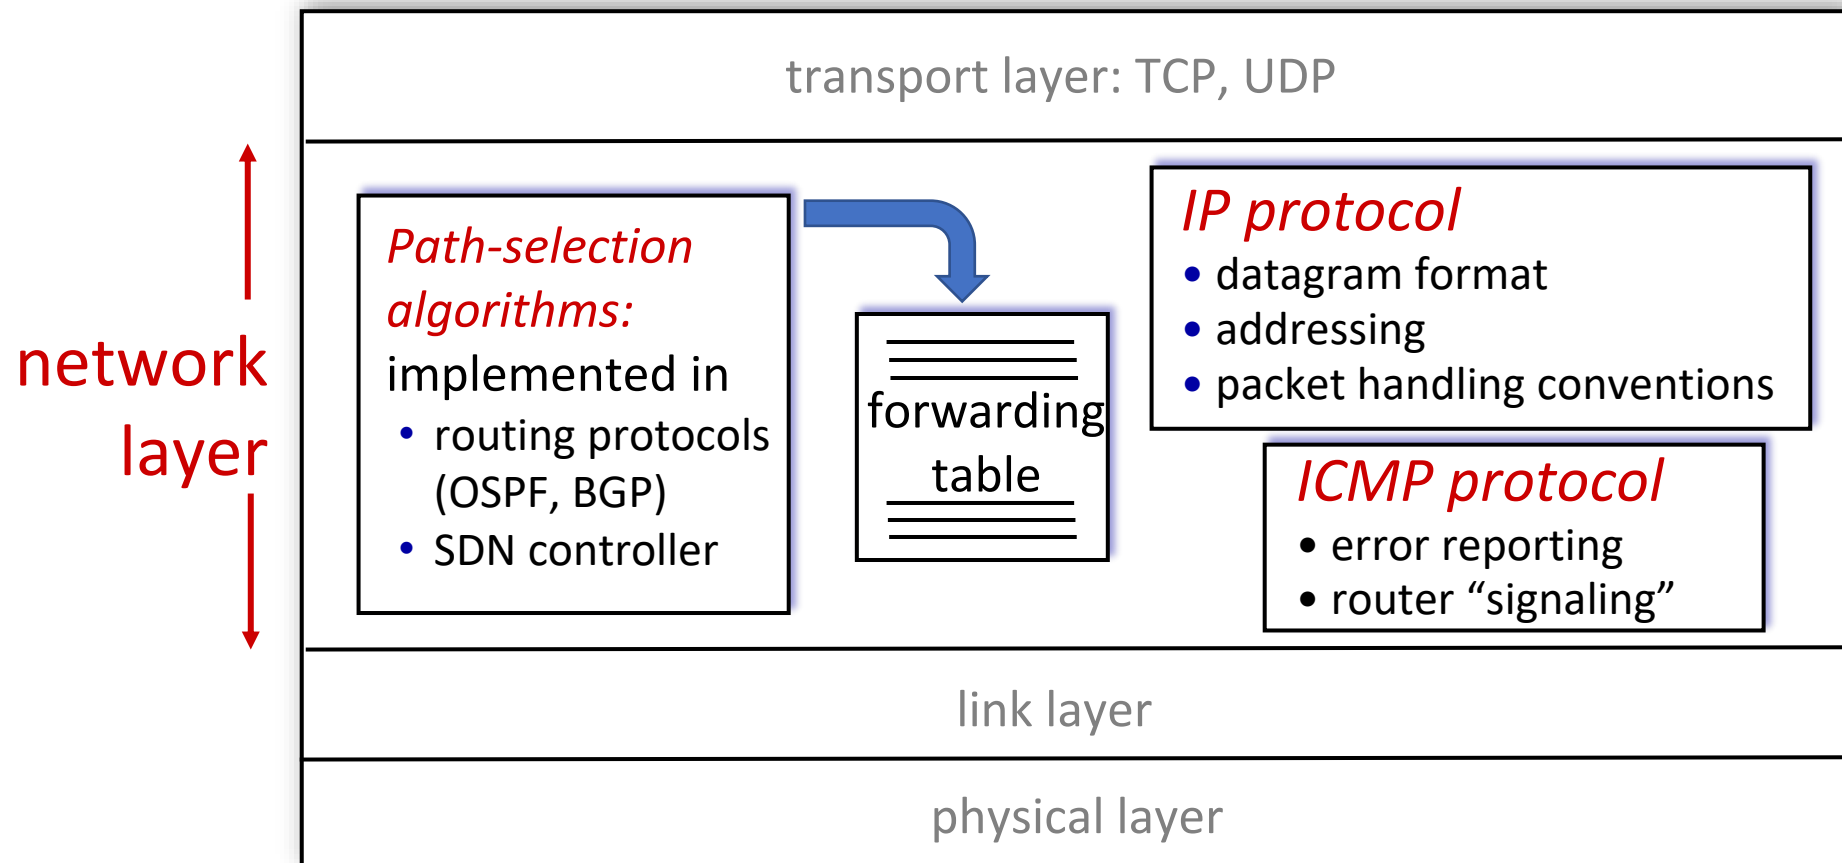 transport layer: TCP, UDP
network
layer
Path-selection
algorithms:
implemented in
• routing protocols
(OSPF, BGP)
• SDN controller
forwarding
table
IP protocol
• datagram format
• addressing
• packet handling conventions
ICMP protocol
• error reporting
• router “signaling”
link layer
physical layer